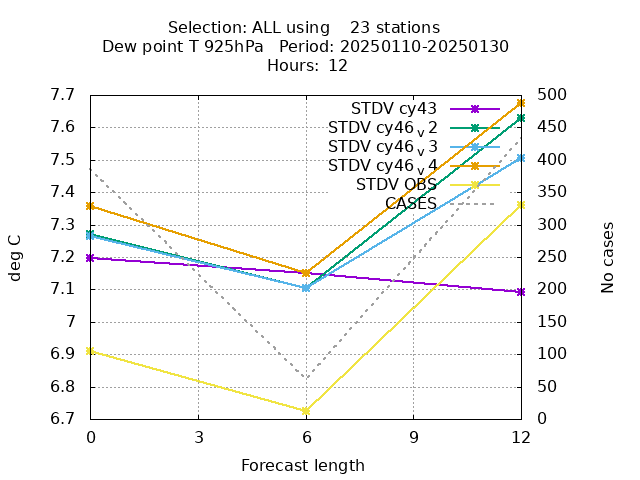 Selection: ALL using    23 stations
Dew point T 925hPa   Period: 20250110-20250130
Hours:  12
7.7
7.6
7.5
7.4
7.3
7.2
7.1
7
6.9
6.8
6.7
deg C
STDV cy43
STDV cy46 v 2
STDV cy46 v 3
STDV cy46 v 4
STDV OBS
CASES
500
450
400
350
300
250
200
150
100
50
0
No cases
0 3 6 9 12
Forecast length